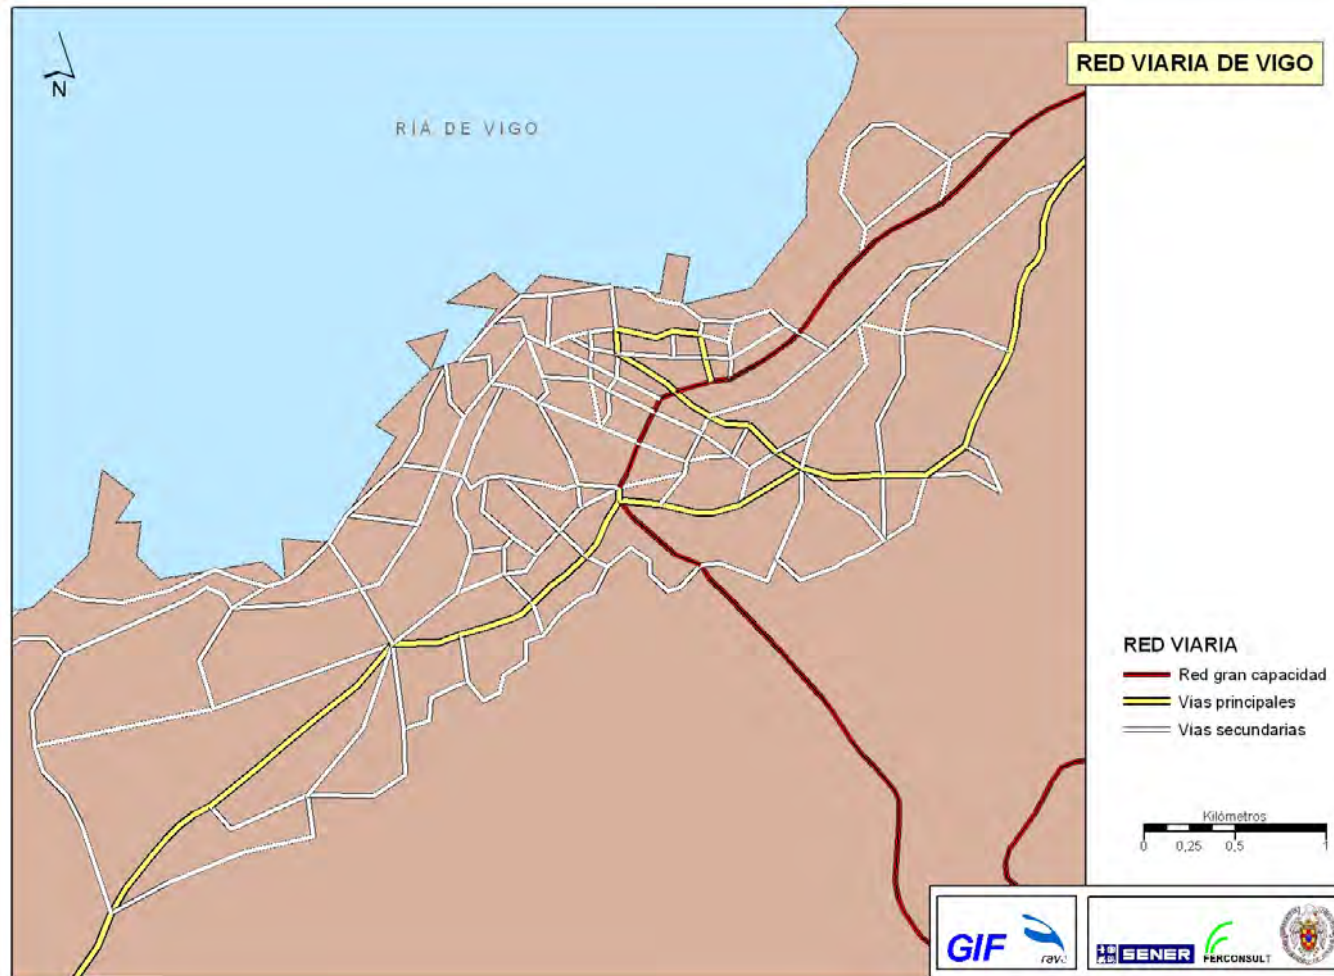 RED VIARIA DE VIGO
N
RÍA DE VIGO
RED VIARIA
Red gran capacidad
Vías principales
Vías secundarias
Kilómetros
0 0,25 0,5 1
GIF
rave
SENER
FERCONSULT